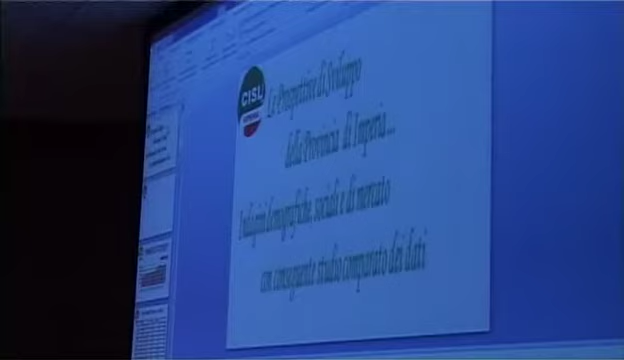 CISL
Le Prospettive di Sviluppo
della Provincia di Imperia...
Indagini demografiche, sociali e di mercato
con conseguente studio comparato dei dati